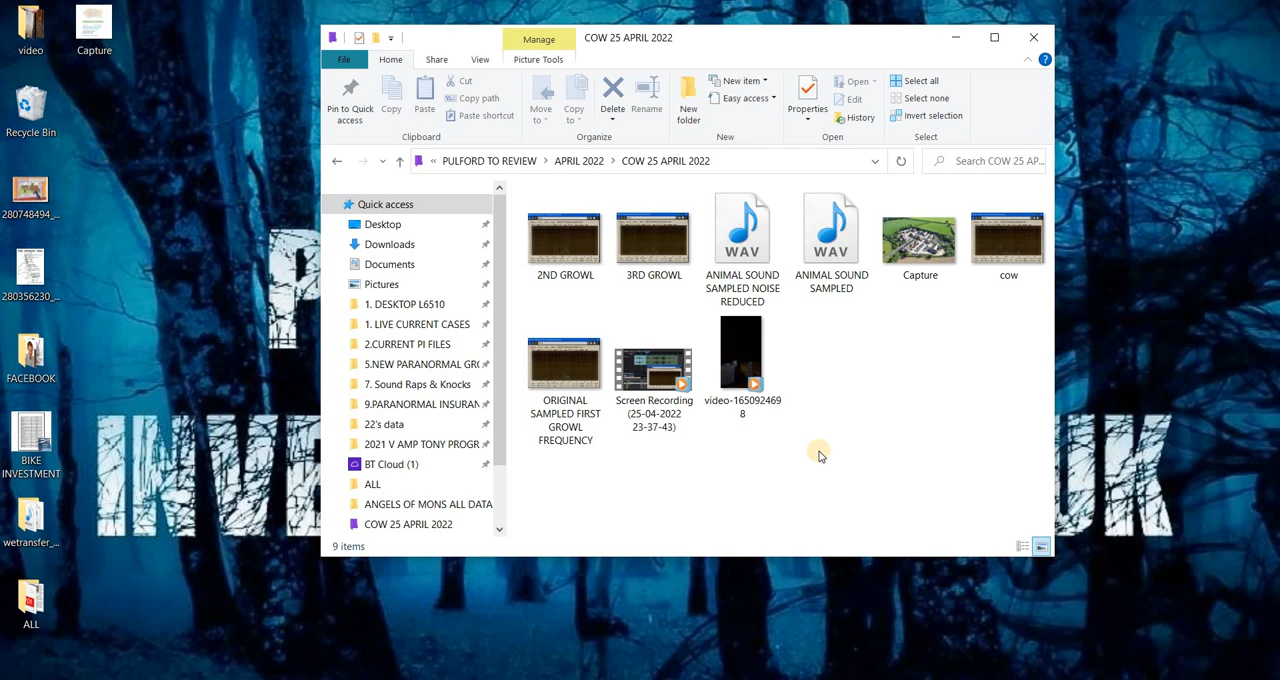 COW 25 APRIL 2022
Manage
File
Home
Share
View
Picture Tools
Pin to Quick
access
Copy
Paste
Cut
Copy path
Paste shortcut
Clipboard
Move
to
Copy
to
Delete
Rename
Organize
New
folder
New item
Easy access
New
Properties
Open
Edit
History
Open
Select all
Select none
Invert selection
Select
« PULFORD TO REVIEW > APRIL 2022 > COW 25 APRIL 2022
Search COW 25 AP...
Quick access
Desktop
Downloads
Documents
Pictures
1. DESKTOP L6510
1. LIVE CURRENT CASES
2.CURRENT PI FILES
5.NEW PARANORMAL GR
7. Sound Raps & Knocks
9.PARANORMAL INSURAN
22's data
2021 V AMP TONY PROGR
BT Cloud (1)
ALL
ANGELS OF MONS ALL DATA
COW 25 APRIL 2022
2ND GROWL
3RD GROWL
WAV
ANIMAL SOUND
SAMPLED NOISE
REDUCED
WAV
ANIMAL SOUND
SAMPLED
Capture
cow
ORIGINAL
SAMPLED FIRST
GROWL
FREQUENCY
Screen Recording
(25-04-2022
23-37-43)
video-165092469
8
9 items
video
Capture
Recycle Bin
280748494_...
280356230_...
FACEBOOK
BIKE
INVESTMENT
wetransfer_...
ALL